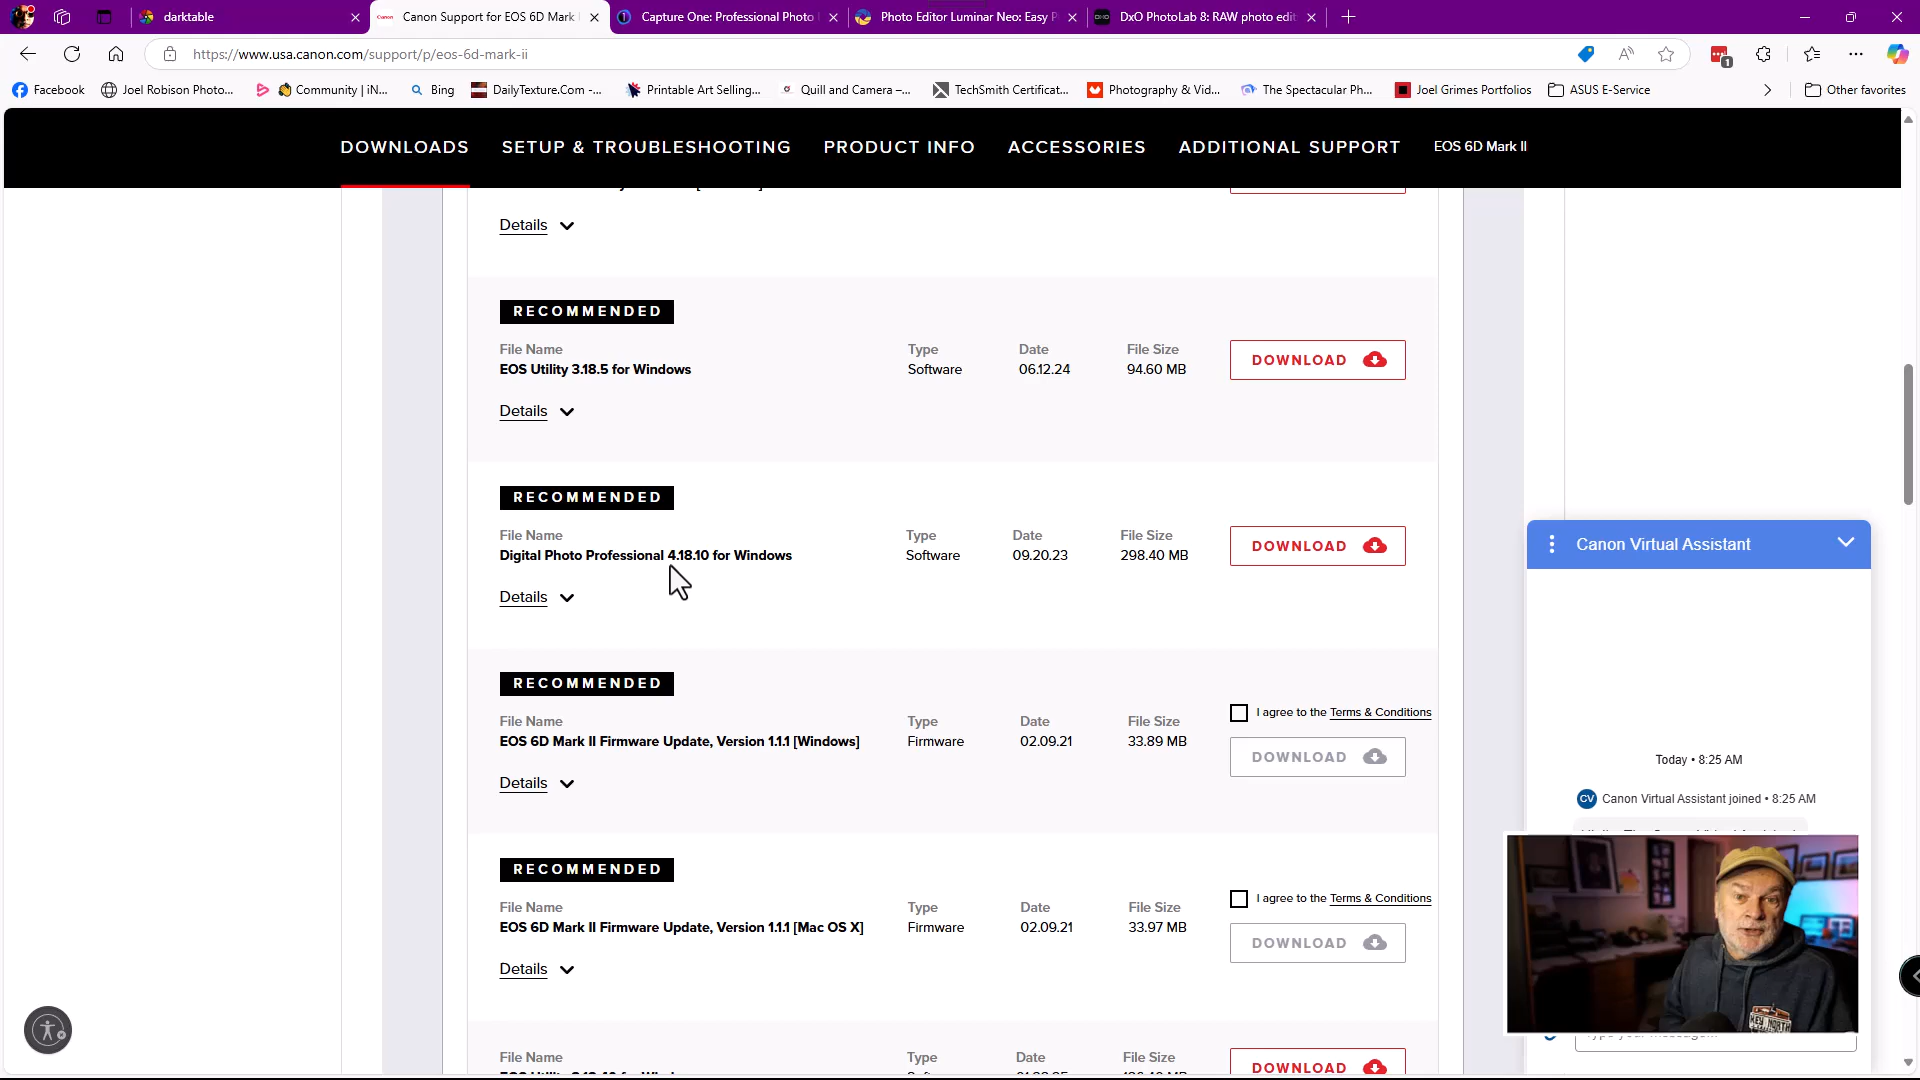 darktable
Canon Support for EOS 6D Mark
Capture One: Professional Photo
Photo Editor Luminar Neo: Easy P
DxO PhotoLab 8: RAW photo edit
https://www.usa.canon.com/support/p/eos-6d-mark-ii
1
Facebook
Joel Robison Photo...
Community | iN...
Bing
DailyTexture.Com -...
Printable Art Selling...
Quill and Camera –...
TechSmith Certificat...
Photography & Vid...
The Spectacular Ph...
Joel Grimes Portfolios
ASUS E-Service
Other favorites
DOWNLOADS
SETUP & TROUBLESHOOTING
PRODUCT INFO
ACCESSORIES
ADDITIONAL SUPPORT
EOS 6D Mark II
Details
RECOMMENDED
File Name Type Date File Size
EOS Utility 3.18.5 for Windows Software 06.12.24 94.60 MB
DOWNLOAD
Details
RECOMMENDED
File Name Type Date File Size
Digital Photo Professional 4.18.10 for Windows Software 09.20.23 298.40 MB
DOWNLOAD
Details
RECOMMENDED
I agree to the Terms & Conditions
File Name Type Date File Size
EOS 6D Mark II Firmware Update, Version 1.1.1 [Windows] Firmware 02.09.21 33.89 MB
DOWNLOAD
Details
RECOMMENDED
I agree to the Terms & Conditions
File Name Type Date File Size
EOS 6D Mark II Firmware Update, Version 1.1.1 [Mac OS X] Firmware 02.09.21 33.97 MB
DOWNLOAD
Details
File Name Type Date File Size
DOWNLOAD
Canon Virtual Assistant
Today • 8:25 AM
CV Canon Virtual Assistant joined • 8:25 AM